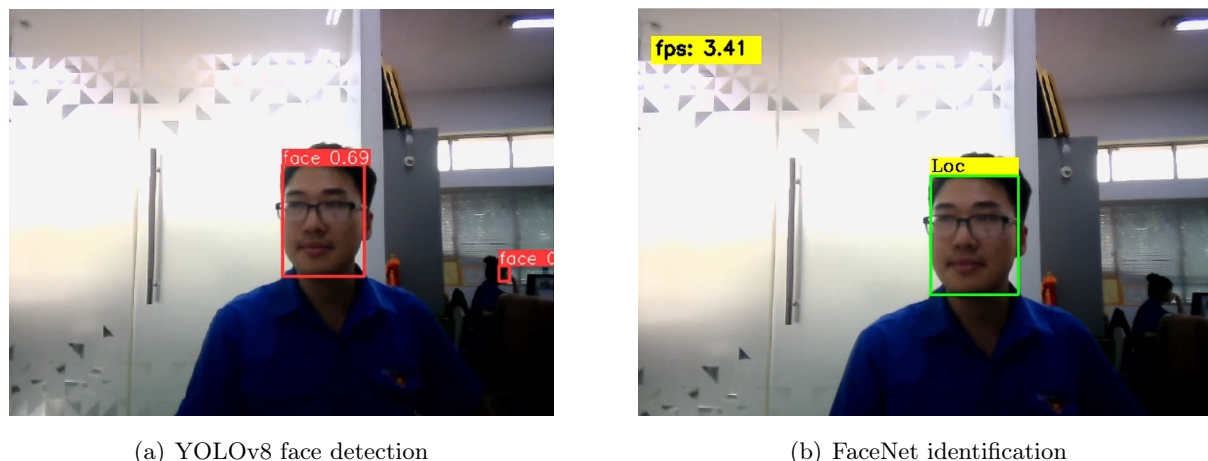 fps: 3.41
face 0.69
Loc
face 0
(a) YOLOv8 face detection
(b) FaceNet identification